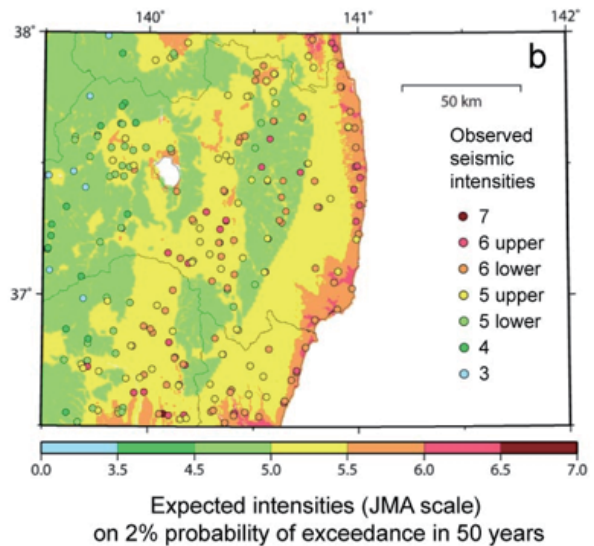 140° 141° 142°
38°
b
50 km
Observed
seismic
intensities
7
6 upper
6 lower
37°
5 upper
5 lower
4
3
0.0 3.5 4.5 5.0 5.5 6.0 6.5 7.0
Expected intensities (JMA scale)
on 2% probability of exceedance in 50 years